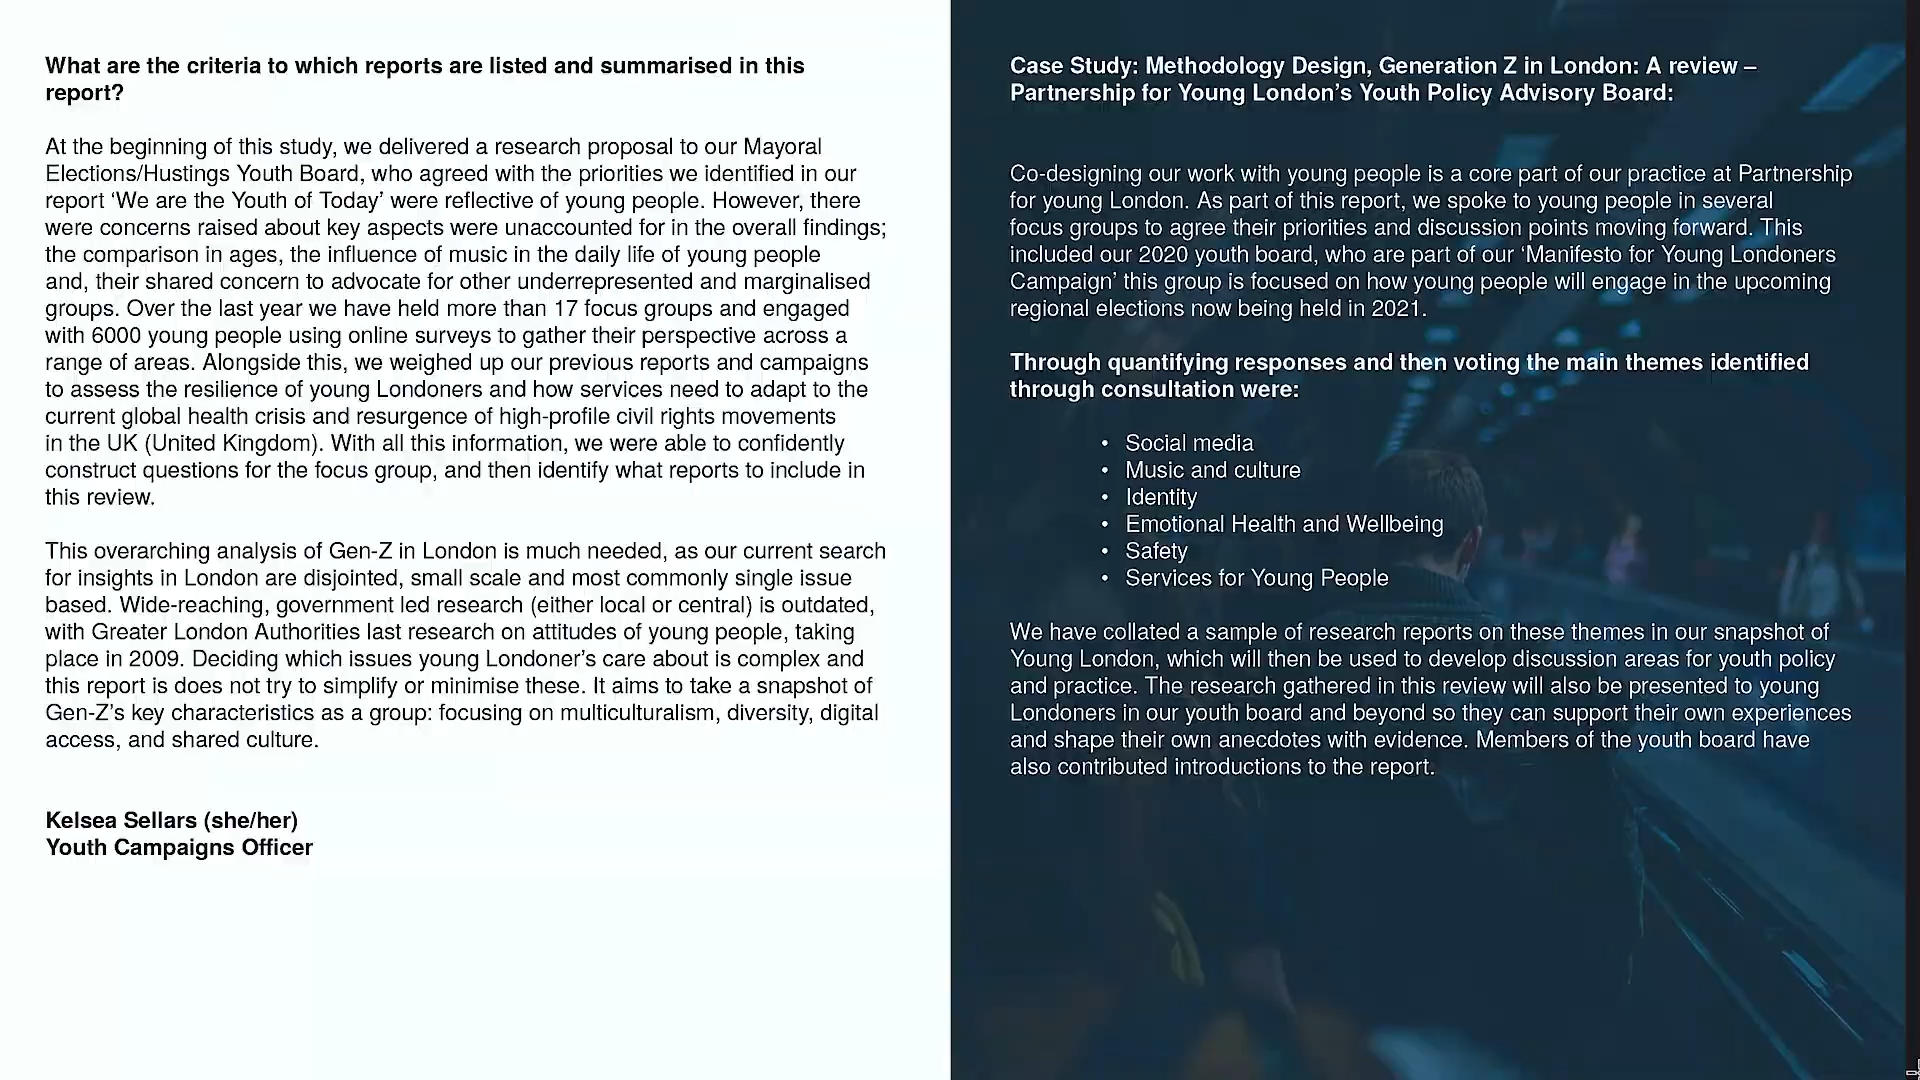 What are the criteria to which reports are listed and summarised in this
report?
At the beginning of this study, we delivered a research proposal to our Mayoral
Elections/Hustings Youth Board, who agreed with the priorities we identified in our
report ‘We are the Youth of Today’ were reflective of young people. However, there
were concerns raised about key aspects were unaccounted for in the overall findings;
the comparison in ages, the influence of music in the daily life of young people
and, their shared concern to advocate for other underrepresented and marginalised
groups. Over the last year we have held more than 17 focus groups and engaged
with 6000 young people using online surveys to gather their perspective across a
range of areas. Alongside this, we weighed up our previous reports and campaigns
to assess the resilience of young Londoners and how services need to adapt to the
current global health crisis and resurgence of high-profile civil rights movements
in the UK (United Kingdom). With all this information, we were able to confidently
construct questions for the focus group, and then identify what reports to include in
this review.
This overarching analysis of Gen-Z in London is much needed, as our current search
for insights in London are disjointed, small scale and most commonly single issue
based. Wide-reaching, government led research (either local or central) is outdated,
with Greater London Authorities last research on attitudes of young people, taking
place in 2009. Deciding which issues young Londoner’s care about is complex and
this report is does not try to simplify or minimise these. It aims to take a snapshot of
Gen-Z’s key characteristics as a group: focusing on multiculturalism, diversity, digital
access, and shared culture.
Kelsea Sellars (she/her)
Youth Campaigns Officer
Case Study: Methodology Design, Generation Z in London: A review –
Partnership for Young London’s Youth Policy Advisory Board:
Co-designing our work with young people is a core part of our practice at Partnership
for young London. As part of this report, we spoke to young people in several
focus groups to agree their priorities and discussion points moving forward. This
included our 2020 youth board, who are part of our ‘Manifesto for Young Londoners
Campaign’ this group is focused on how young people will engage in the upcoming
regional elections now being held in 2021.
Through quantifying responses and then voting the main themes identified
through consultation were:
• Social media
• Music and culture
• Identity
• Emotional Health and Wellbeing
• Safety
• Services for Young People
We have collated a sample of research reports on these themes in our snapshot of
Young London, which will then be used to develop discussion areas for youth policy
and practice. The research gathered in this review will also be presented to young
Londoners in our youth board and beyond so they can support their own experiences
and shape their own anecdotes with evidence. Members of the youth board have
also contributed introductions to the report.